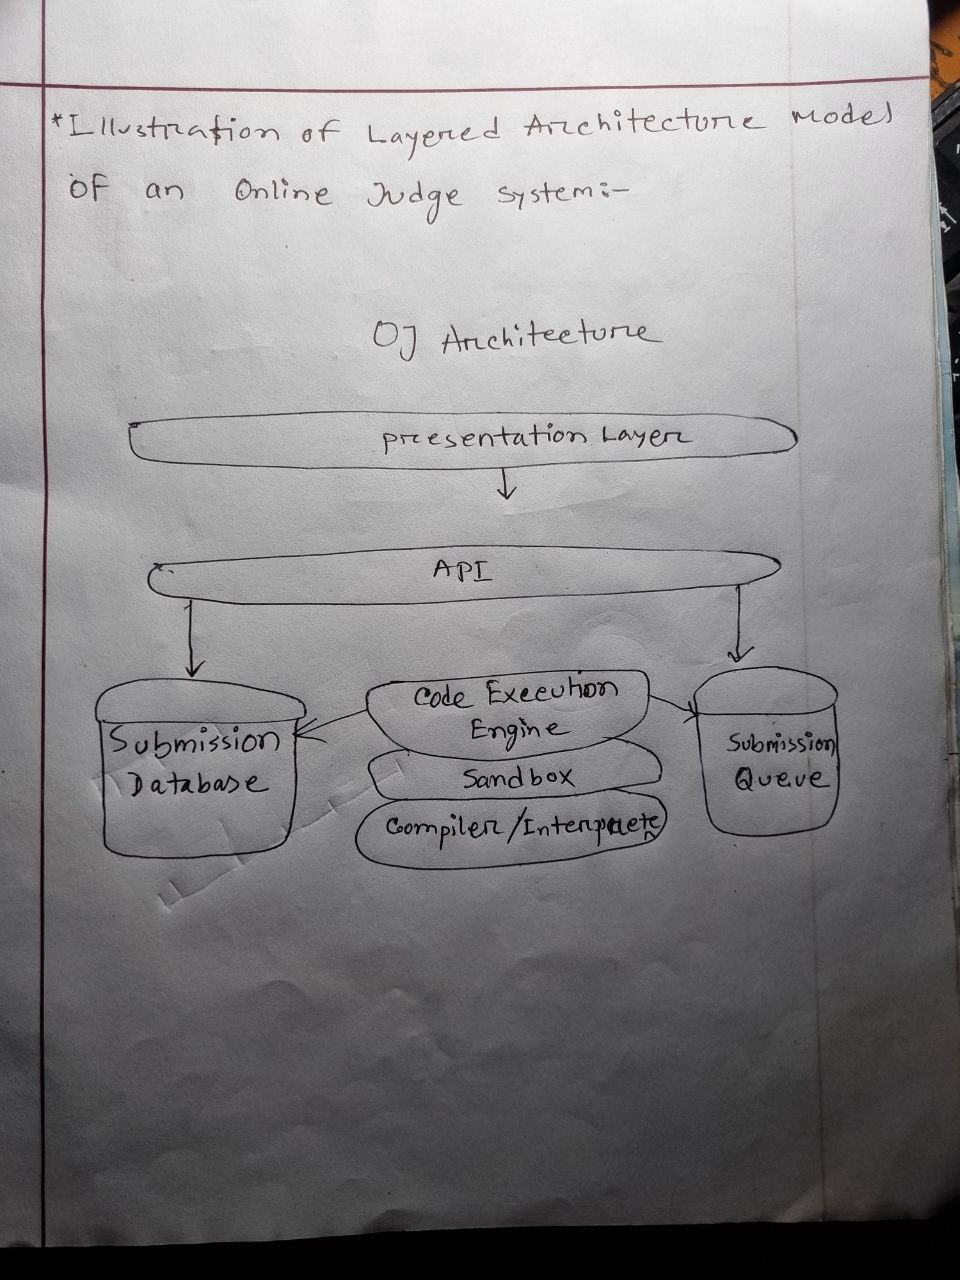 *Illustration of Layered Architecture Model
OF an Online Judge system:-
OJ Architecture
presentation Layer
API
Code Execution
Engine
Submission
Database
Sandbox
Submission
Queue
Compiler/Interpreter